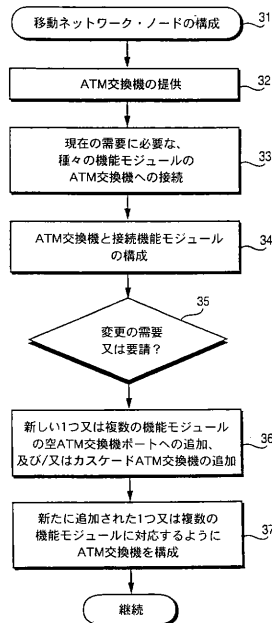 移動ネットワーク・ノードの構成
31
ATM交換機の提供
32
現在の需要に必要な、
種々の機能モジュールの
ATM交換機への接続
33
ATM交換機と接続機能モジュール
の構成
34
35
変更の需要
又は要請?
新しい1つ又は複数の機能モジュール
の空ATM交換機ポートへの追加、
及び/又はカスケードATM交換機の追加
36
新たに追加された1つ又は複数の
機能モジュールに対応するように
ATM交換機を構成
37
継続